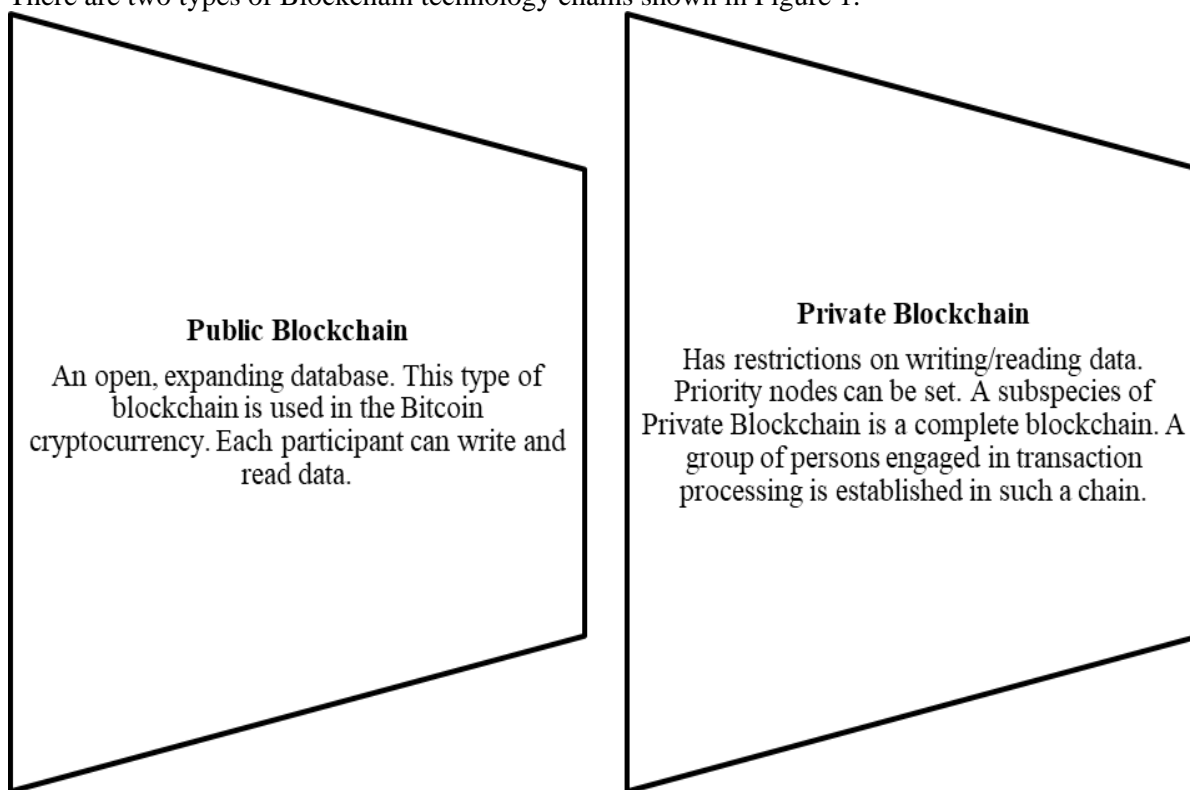 There are two types of Blockchain technology chains shown in Figure 1.
Public Blockchain
An open, expanding database. This type of
blockchain is used in the Bitcoin
cryptocurrency. Each participant can write and
read data.
Private Blockchain
Has restrictions on writing/reading data.
Priority nodes can be set. A subspecies of
Private Blockchain is a complete blockchain. A
group of persons engaged in transaction
processing is established in such a chain.